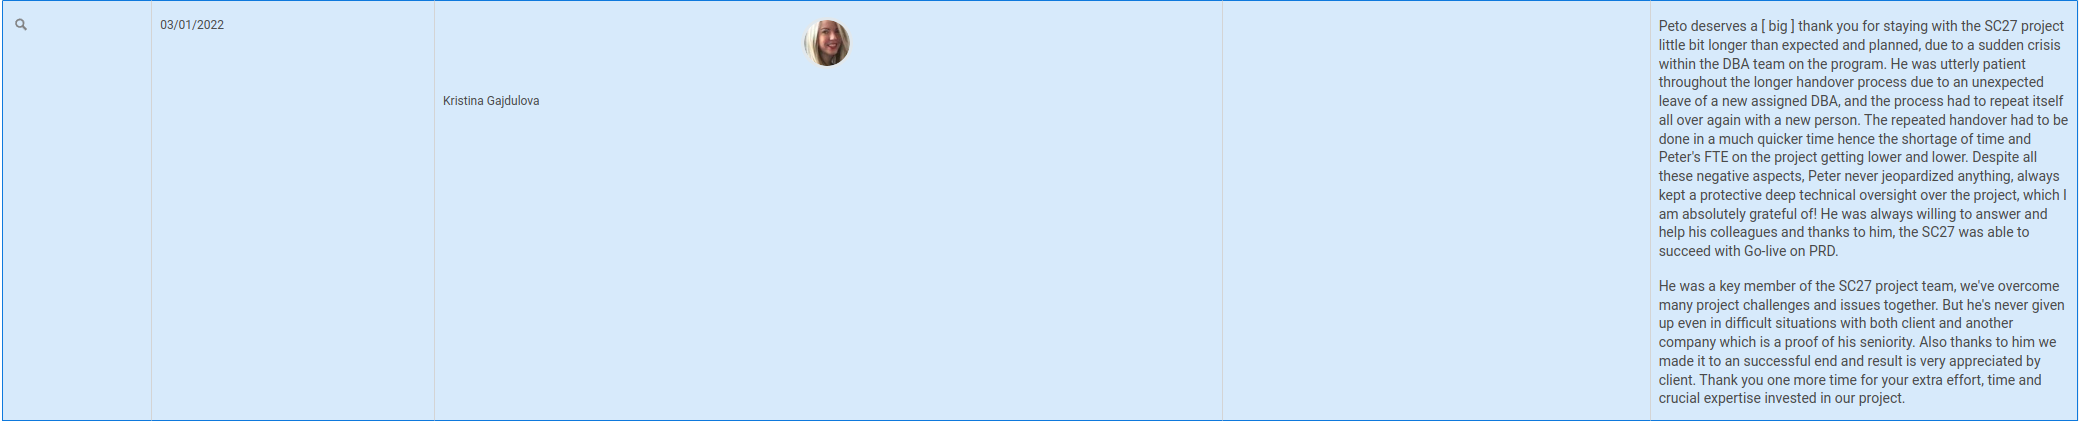 03/01/2022
Kristina Gajdulova
Peto deserves a [ big ] thank you for staying with the SC27 project
little bit longer than expected and planned, due to a sudden crisis
within the DBA team on the program. He was utterly patient
throughout the longer handover process due to an unexpected
leave of a new assigned DBA, and the process had to repeat itself
all over again with a new person. The repeated handover had to be
done in a much quicker time hence the shortage of time and
Peter's FTE on the project getting lower and lower. Despite all
these negative aspects, Peter never jeopardized anything, always
kept a protective deep technical oversight over the project, which I
am absolutely grateful of! He was always willing to answer and
help his colleagues and thanks to him, the SC27 was able to
succeed with Go-live on PRD.
He was a key member of the SC27 project team, we've overcome
many project challenges and issues together. But he's never given
up even in difficult situations with both client and another
company which is a proof of his seniority. Also thanks to him we
made it to an successful end and result is very appreciated by
client. Thank you one more time for your extra effort, time and
crucial expertise invested in our project.